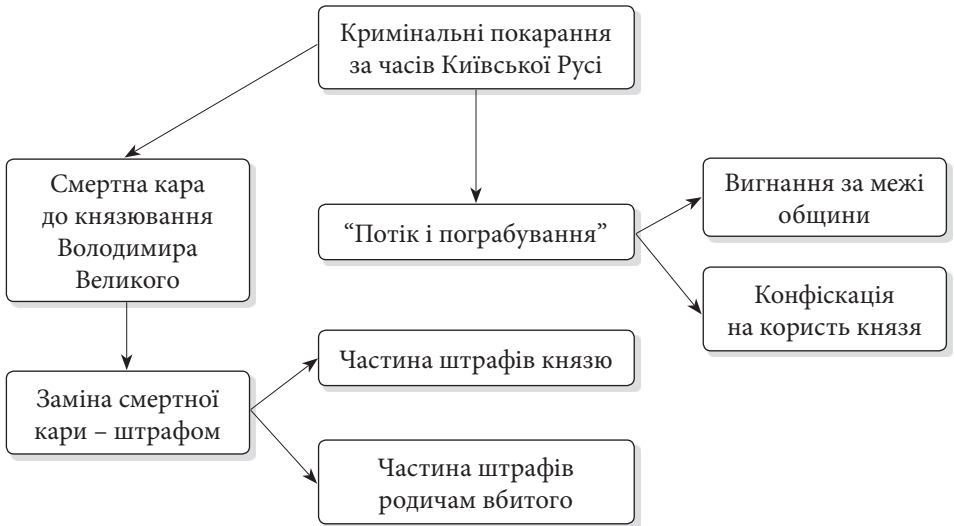 Кримінальні покарання
за часів Київської Русі
Смертна кара
до князювання
Володимира
Великого
“Потік і пограбування”
Вигнання за межі
общини
Конфіскація
на користь князя
Заміна смертної
кари – штрафом
Частина штрафів князю
Частина штрафів
родичам вбитого